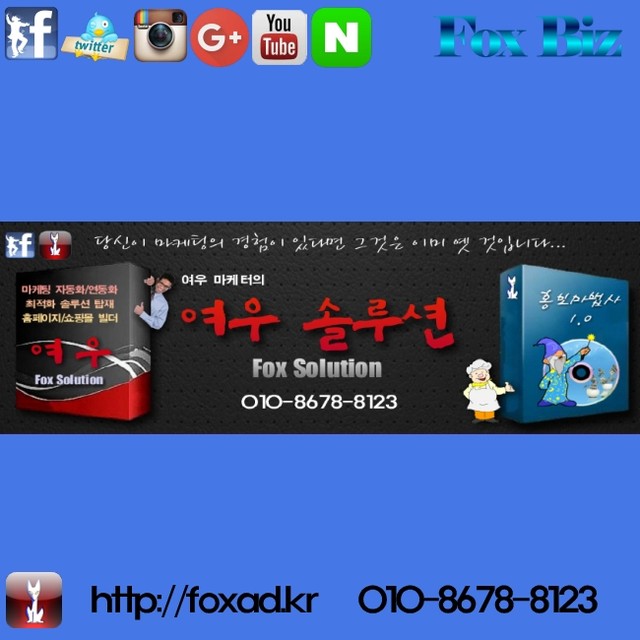 f
twitter
G+
You
Tube
N
Fox Biz
f
당신이 마케팅의 경험이 있다면 그것은 이미 옛 것입니다...
마케팅 자동화/연동화
최적화 솔루션 탑재
홈페이지/쇼핑몰 빌더
여우
Fox Solution
여우 마케터의
여우 솔루션
Fox Solution
010-8678-8123
홍보마법사
1.0
http://foxad.kr 010-8678-8123